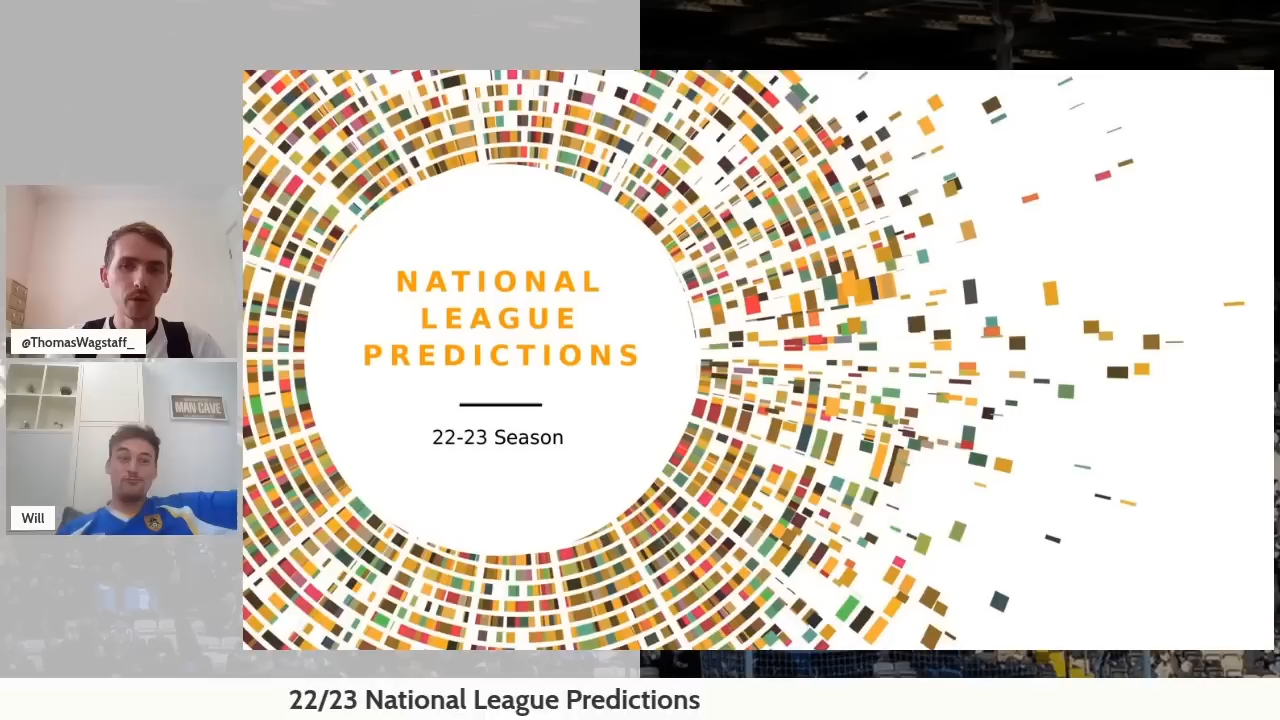 NATIONAL
LEAGUE
PREDICTIONS
22-23 Season
@ThomasWagstaff_
MAN CAVE
Will
22/23 National League Predictions